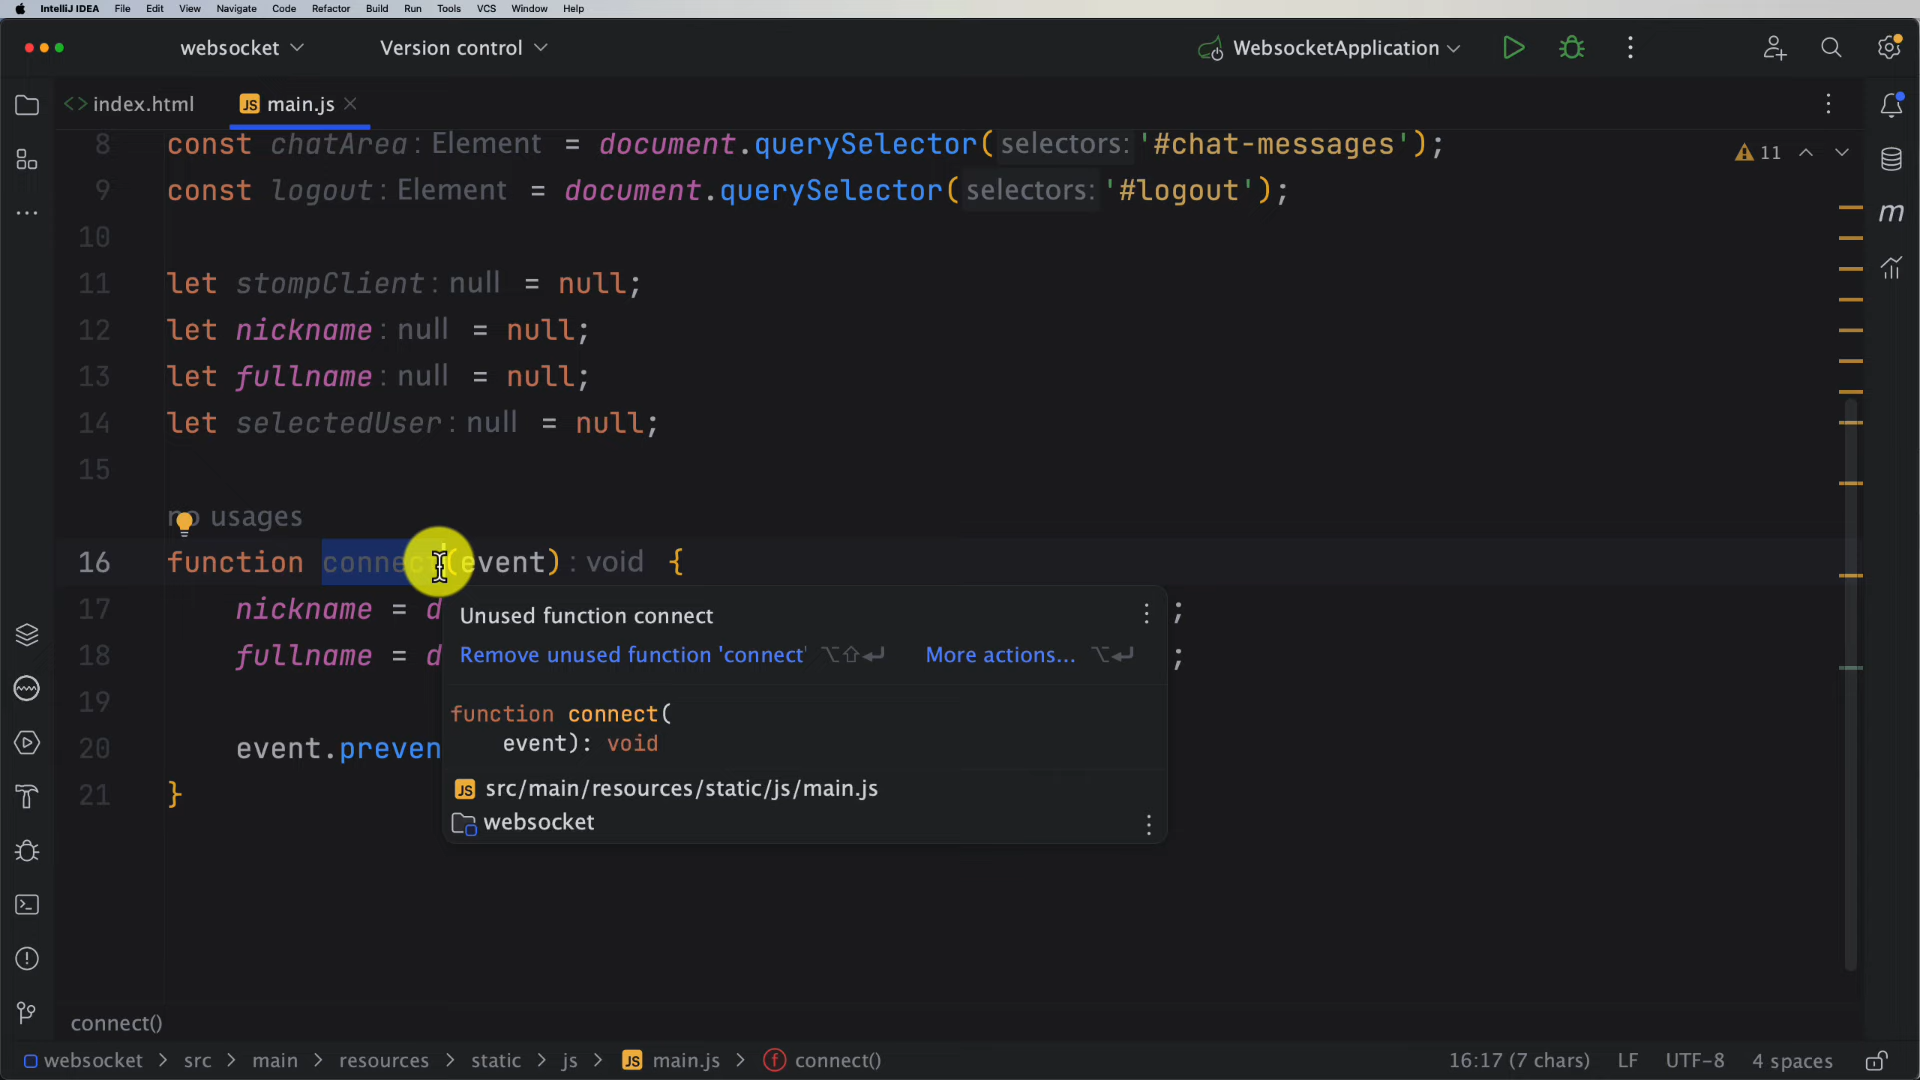 IntelliJ IDEA File Edit View Navigate Code Refactor Build Run Tools VCS Window Help
websocket Version control WebsocketApplication
index.html JS main.js
8 const chatArea: Element = document.querySelector( selectors: '#chat-messages');
11
9 const logout: Element = document.querySelector( selectors: '#logout');
10
11 let stompClient: null = null;
12 let nickname: null = null;
13 let fullname: null = null;
14 let selectedUser: null = null;
15
no usages
16 function connect(event): void {
17 nickname = d ;
18 fullname = d ;
19
20 event.preven
21 }
Unused function connect
Remove unused function 'connect' ⌥⇧↩ More actions... ⌥↩
function connect(
event): void
JS src/main/resources/static/js/main.js
websocket
m
connect()
websocket > src > main > resources > static > js > JS main.js > f connect()
16:17 (7 chars) LF UTF-8 4 spaces